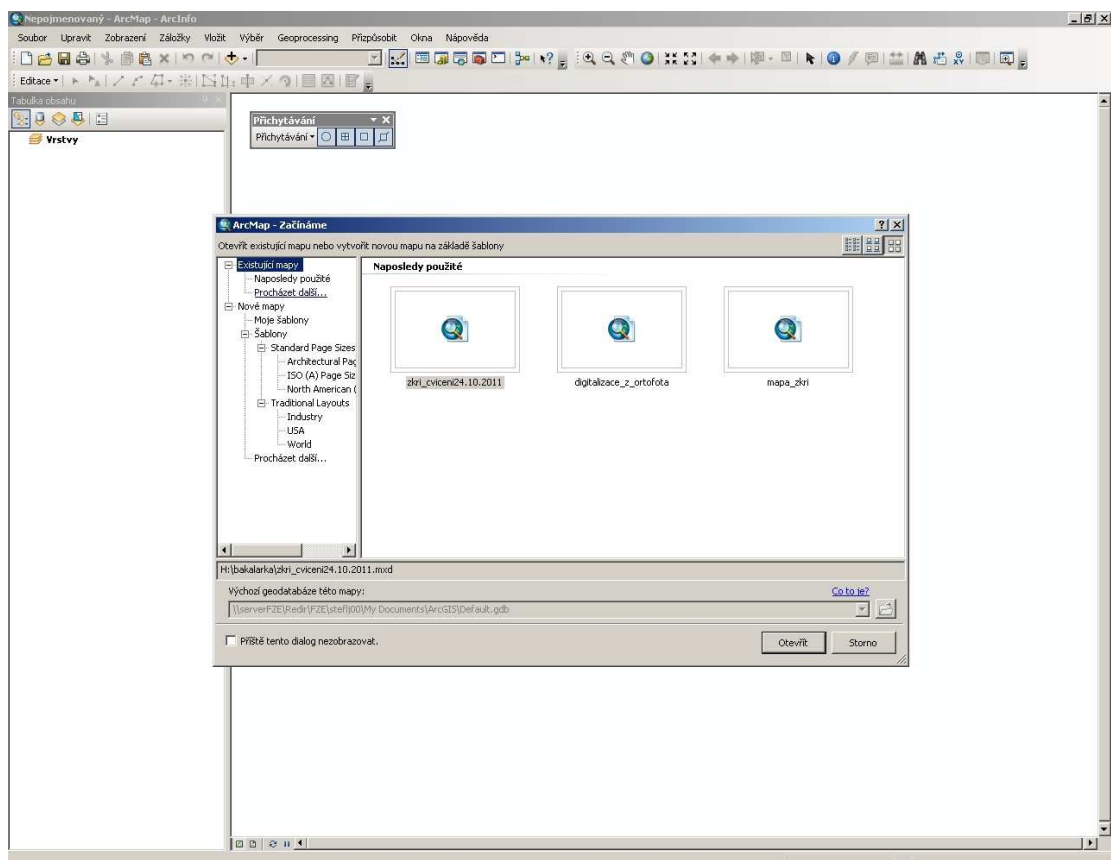 Nepojmenovaný - ArcMap - ArcInfo
Soubor Upravit Zobrazení Záložky Vložit Výběr Geoprocessing Přizpůsobit Okna Nápověda
Editace
Tabulka obsahu
Vrstvy
Přichytávání
Přichytávání
ArcMap - Začínáme
Otevřít existující mapu nebo vytvořit novou mapu na základě šablony
Existující mapy
Naposledy použité
Procházet další...
Nové mapy
Moje šablony
Šablony
Standard Page Sizes
Architectural Pag
ISO (A) Page Siz
North American (
Traditional Layouts
Industry
USA
World
Procházet další...
Naposledy použité
zkri_cviceni24.10.2011
digitalizace_z_ortofota
mapa_zkri
H:\bakalarka\zkri_cviceni24.10.2011.mxd
Výchozí geodatabáze této mapy:
Co to je?
\\serverFZE\Redir\FZE\stefij00\My Documents\ArcGIS\Default.gdb
Příště tento dialog nezobrazovat.
Otevřít
Storno